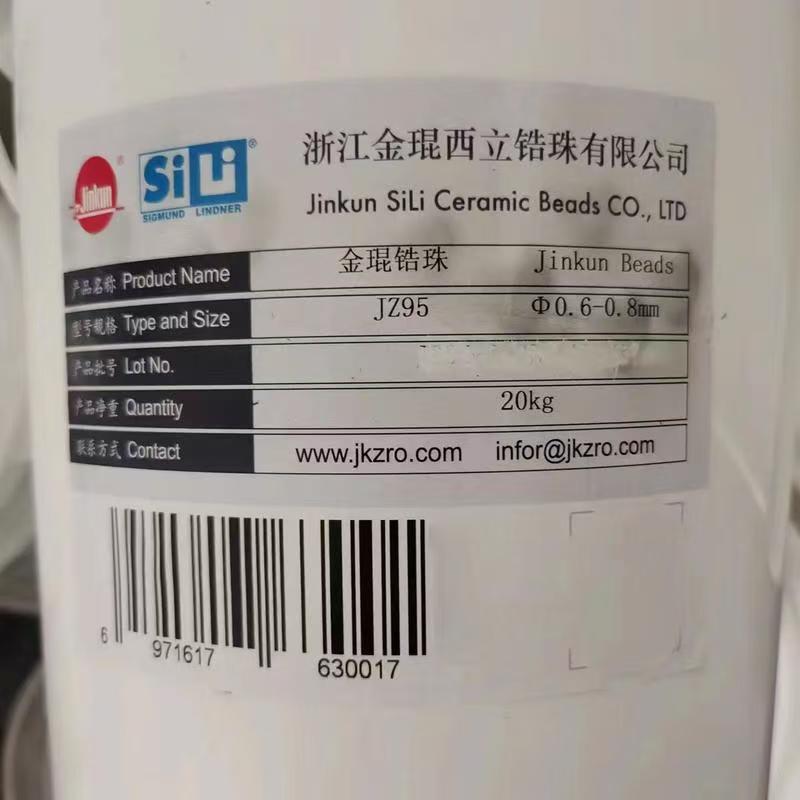 Jinkun
SiLi
SIGMUND LINDNER
浙江金琨西立锆珠有限公司
Jinkun SiLi Ceramic Beads CO., LTD
产品名称 Product Name 金琨锆珠 Jinkun Beads
型号规格 Type and Size JZ95 Φ0.6-0.8mm
产品批号 Lot No.
产品净重 Quantity 20kg
联系方式 Contact www.jkzro.com infor@jkzro.com
6 971617 630017